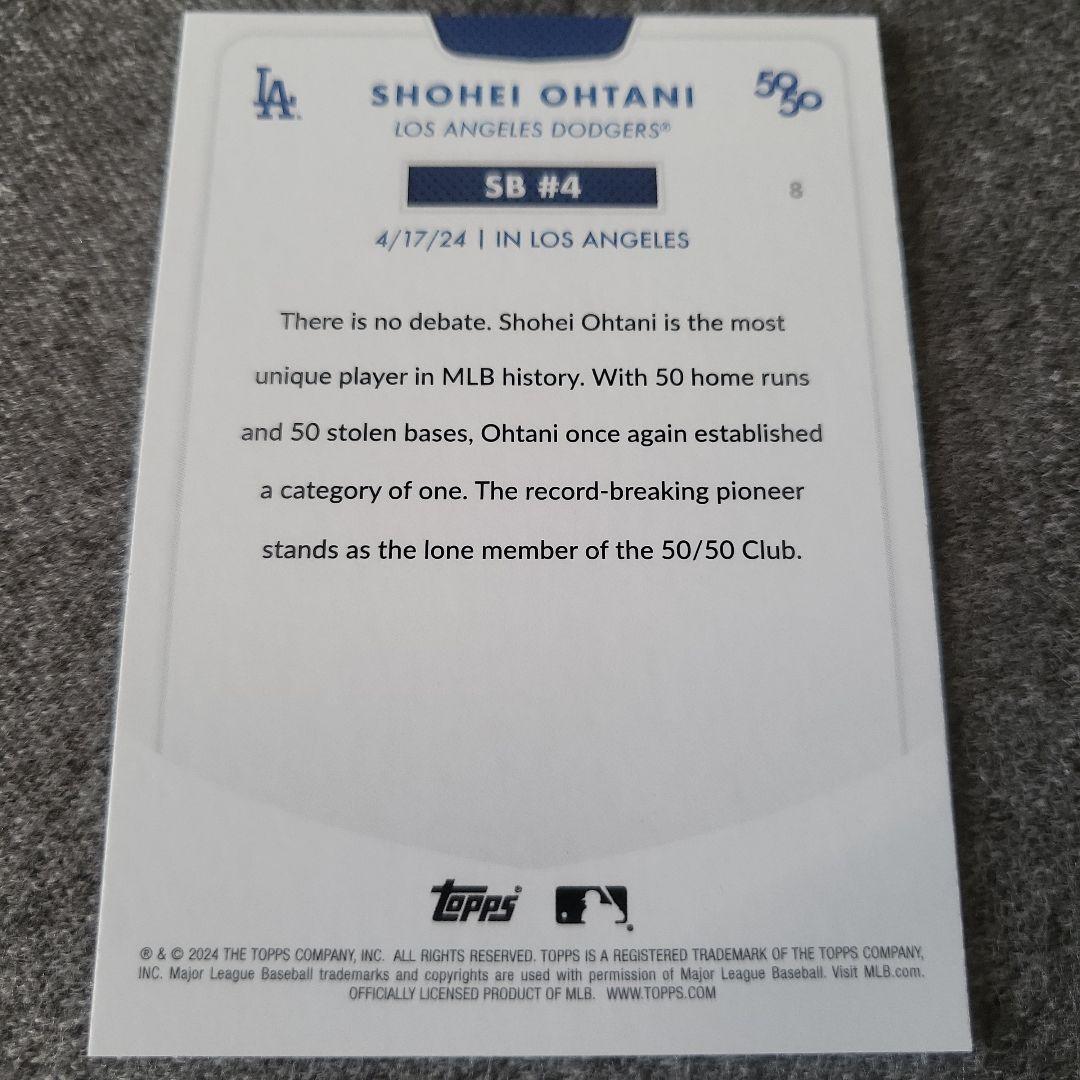 LA
SHOHEI OHTANI
50/50
LOS ANGELES DODGERS®
SB #4
8
4/17/24 | IN LOS ANGELES
There is no debate. Shohei Ohtani is the most
unique player in MLB history. With 50 home runs
and 50 stolen bases, Ohtani once again established
a category of one. The record-breaking pioneer
stands as the lone member of the 50/50 Club.
topps®
® & © 2024 THE TOPPS COMPANY, INC. ALL RIGHTS RESERVED. TOPPS IS A REGISTERED TRADEMARK OF THE TOPPS COMPANY,
INC. Major League Baseball trademarks and copyrights are used with permission of Major League Baseball. Visit MLB.com.
OFFICIALLY LICENSED PRODUCT OF MLB. WWW.TOPPS.COM